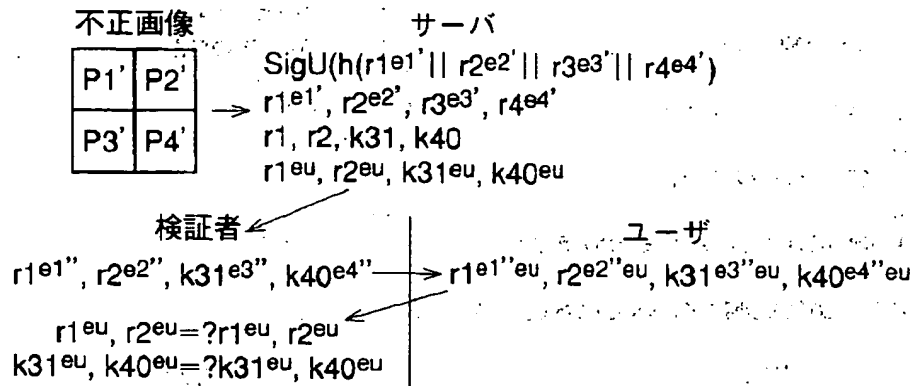 不正画像
サーバ
P1' P2'
P3' P4'
SigU(h(r1e1'|| r2e2'|| r3e3'|| r4e4')
r1e1', r2e2', r3e3', r4e4'
r1, r2, k31, k40
r1eu, r2eu, k31eu, k40eu
検証者
r1e1'', r2e2'', k31e3'', k40e4''
ユーザ
r1e1''eu, r2e2''eu, k31e3''eu, k40e4''eu
r1eu, r2eu=?r1eu, r2eu
k31eu, k40eu=?k31eu, k40eu